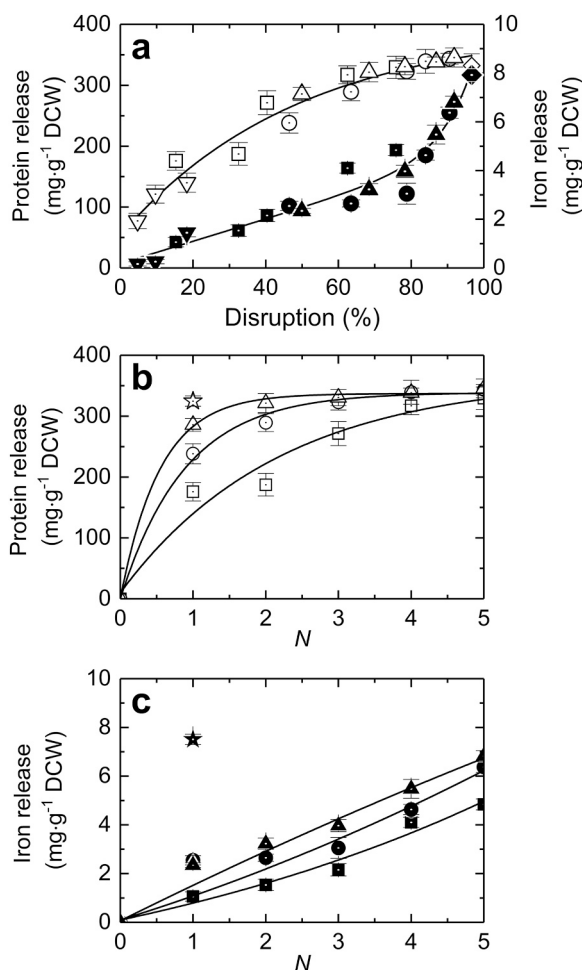 a
Protein release
(mg·g⁻¹ DCW)
400
300
200
100
0
10
8
6
4
2
0
Iron release
(mg·g⁻¹ DCW)
0 20 40 60 80 100
Disruption (%)
b
Protein release
(mg·g⁻¹ DCW)
400
300
200
100
0
0 1 2 3 4 5
N
c
Iron release
(mg·g⁻¹ DCW)
10
8
6
4
2
0
0 1 2 3 4 5
N